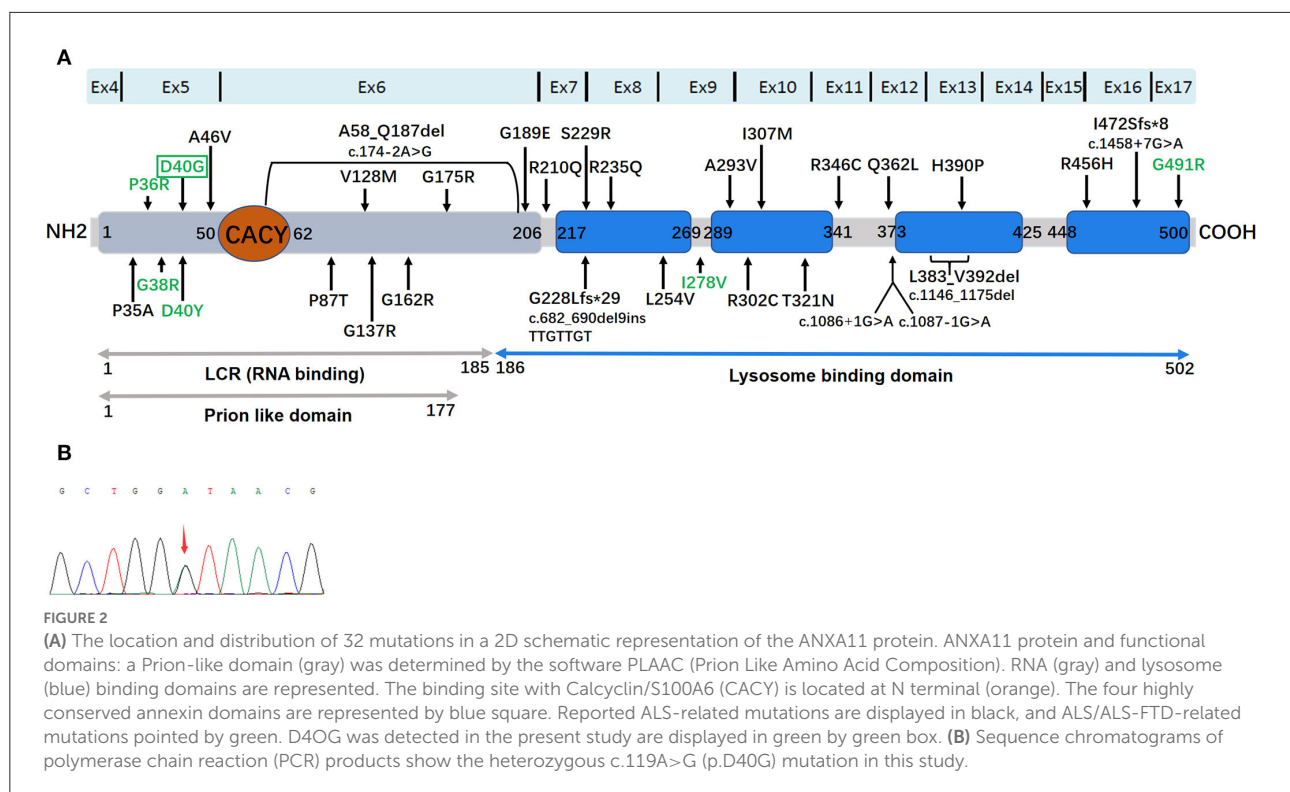 A
Ex4 Ex5 Ex6 Ex7 Ex8 Ex9 Ex10 Ex11 Ex12 Ex13 Ex14 Ex15 Ex16 Ex17
A46V
D40G
P36R
A58_Q187del
c.174-2A>G
V128M
G175R
G189E
R210Q
S229R
R235Q
A293V
I307M
R346C
Q362L
H390P
I472Sfs*8
c.1458+7G>A
R456H
G491R
NH2 1 50 CACY 62 206 217 269 289 341 373 425 448 500 COOH
P35A
G38R
D40Y
P87T
G137R
G162R
G228Lfs*29
c.682_690del9ins
TTGTTGT
L254V
I278V
R302C
T321N
c.1086+1G>A
c.1087-1G>A
L383_V392del
c.1146_1175del
1 185 186 502
LCR (RNA binding)
Lysosome binding domain
1 177
Prion like domain
B
G C T G G A T A A C G
FIGURE 2
(A) The location and distribution of 32 mutations in a 2D schematic representation of the ANXA11 protein. ANXA11 protein and functional
domains: a Prion-like domain (gray) was determined by the software PLAAC (Prion Like Amino Acid Composition). RNA (gray) and lysosome
(blue) binding domains are represented. The binding site with Calcyclin/S100A6 (CACY) is located at N terminal (orange). The four highly
conserved annexin domains are represented by blue square. Reported ALS-related mutations are displayed in black, and ALS/ALS-FTD-related
mutations pointed by green. D4OG was detected in the present study are displayed in green by green box. (B) Sequence chromatograms of
polymerase chain reaction (PCR) products show the heterozygous c.119A>G (p.D40G) mutation in this study.